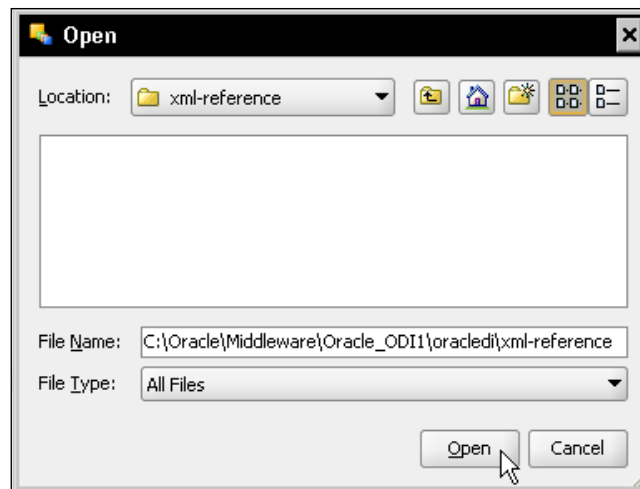 Open
Location: xml-reference
File Name: C:\Oracle\Middleware\Oracle_ODI1\oracledi\xml-reference
File Type: All Files
Open Cancel